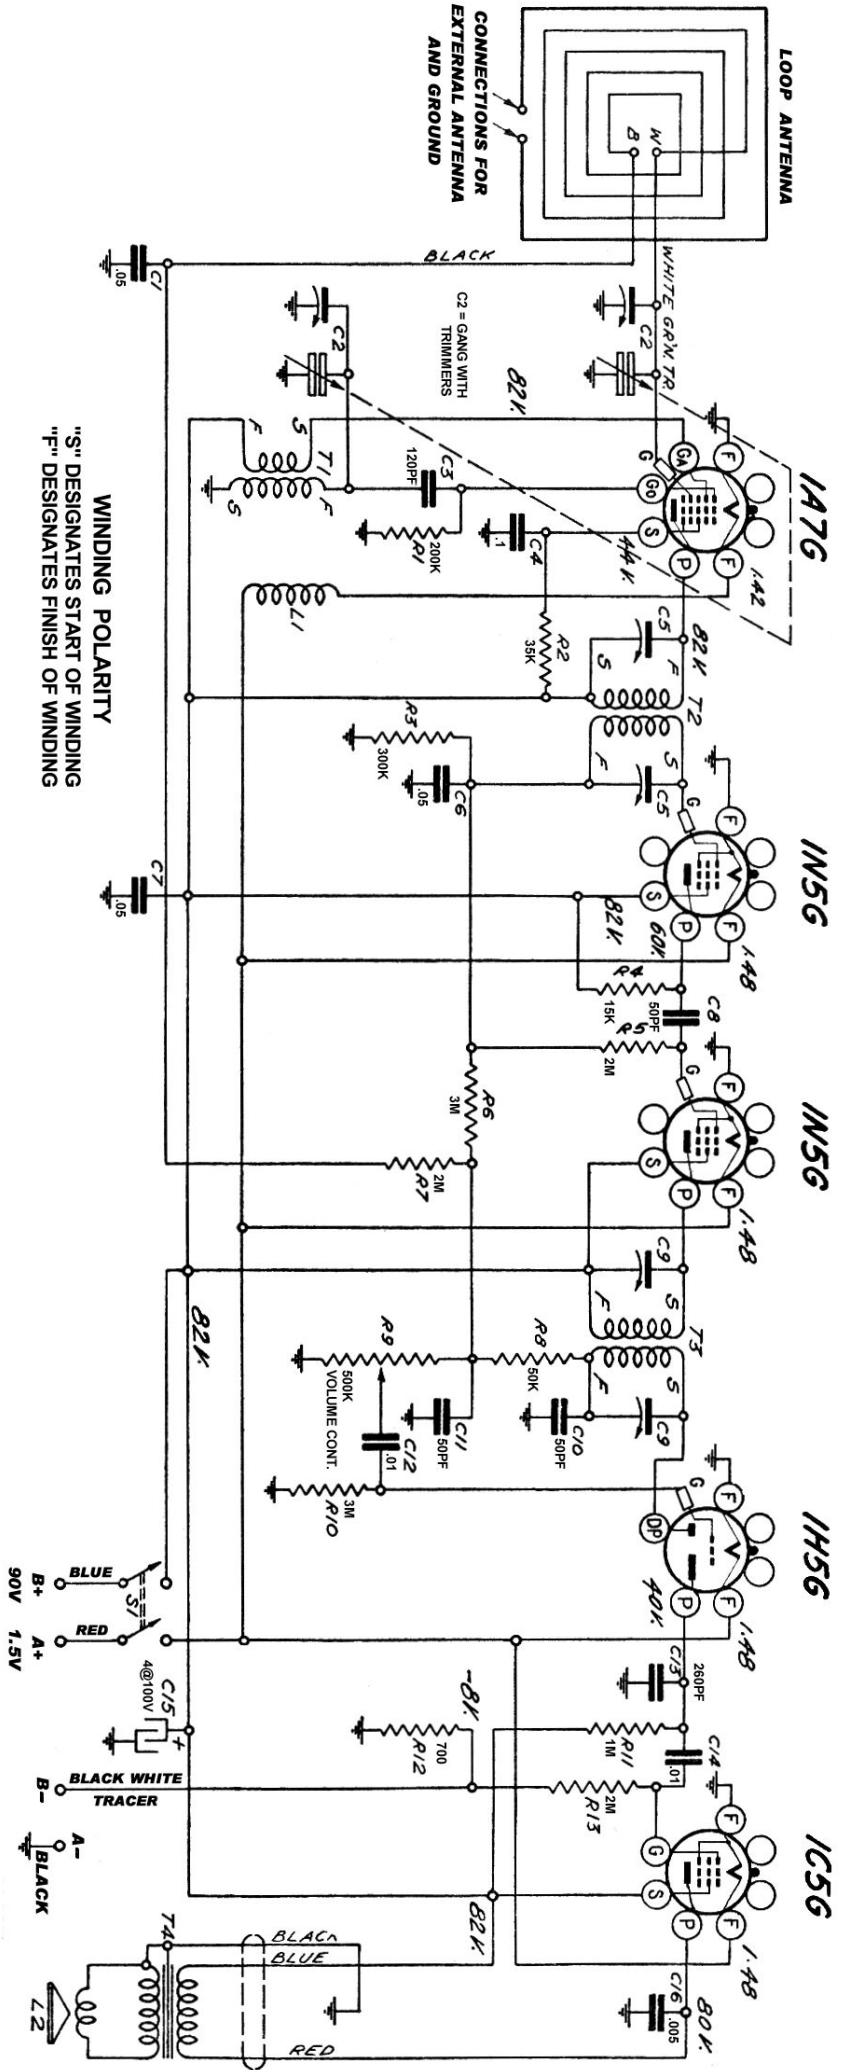 LOOP ANTENNA
CONNECTIONS FOR
EXTERNAL ANTENNA
AND GROUND
W
B
BLACK
WHITE GR'N. TR.
C1
.05
C2
C2
C2 = GANG WITH
TRIMMERS
82V.
1A7G
F
GA
G
GO
S
P
F
44V.
1.42
S
F
T1
F
S
C3
120PF
R1
200K
C4
.1
R2
35K
L1
C5
82V
F
S
T2
S
F
C5
R3
300K
C6
.05
C7
.05
1N5G
F
G
S
P
F
82V.
60V.
1.48
R4
15K
C8
50PF
R5
2M
R6
3M
R7
2M
1N5G
F
G
S
P
F
1.48
C9
S
F
T3
S
F
C9
82V.
R8
50K
R9
500K
VOLUME CONT.
C10
50PF
C11
50PF
C12
.01
R10
3M
1H5G
F
G
DP
P
F
40V.
1.48
C13
260PF
R11
1M
C14
.01
R12
700
-8V.
R13
2M
1C5G
F
G
S
P
F
1.48
82V.
80V.
C16
.005
BLACK
BLUE
RED
T4
L2
B+
90V
BLUE
S1
A+
1.5V
RED
C15
4@100V
+
B-
BLACK WHITE
TRACER
A-
BLACK
WINDING POLARITY
"S" DESIGNATES START OF WINDING
"F" DESIGNATES FINISH OF WINDING